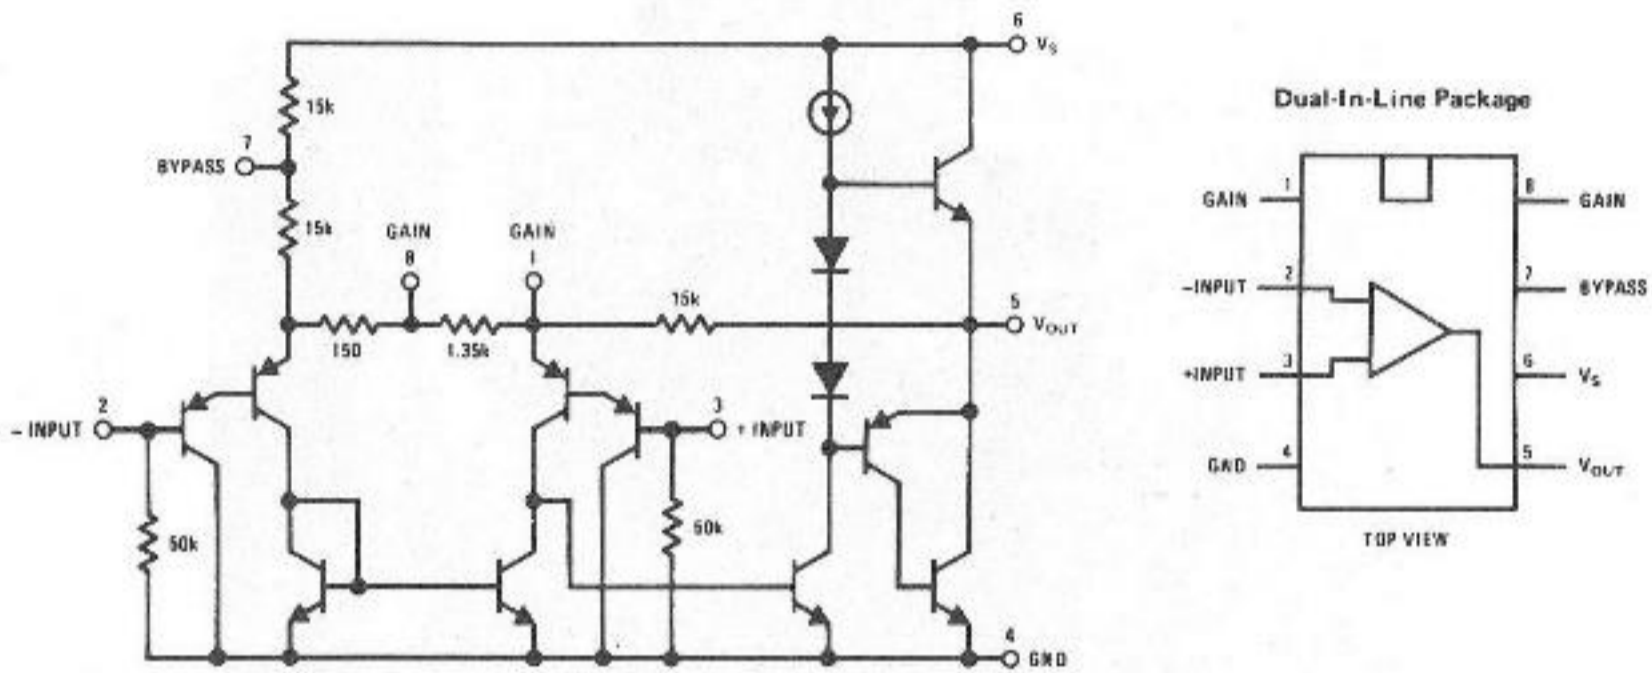 6
Vs
15k
7
BYPASS
15k
GAIN
8
GAIN
1
15k
5
VOUT
150
1.35k
2
- INPUT
3
+ INPUT
50k
50k
4
GND
Dual-In-Line Package
GAIN
1
8
GAIN
-INPUT
2
7
BYPASS
+INPUT
3
6
Vs
GND
4
5
VOUT
TOP VIEW